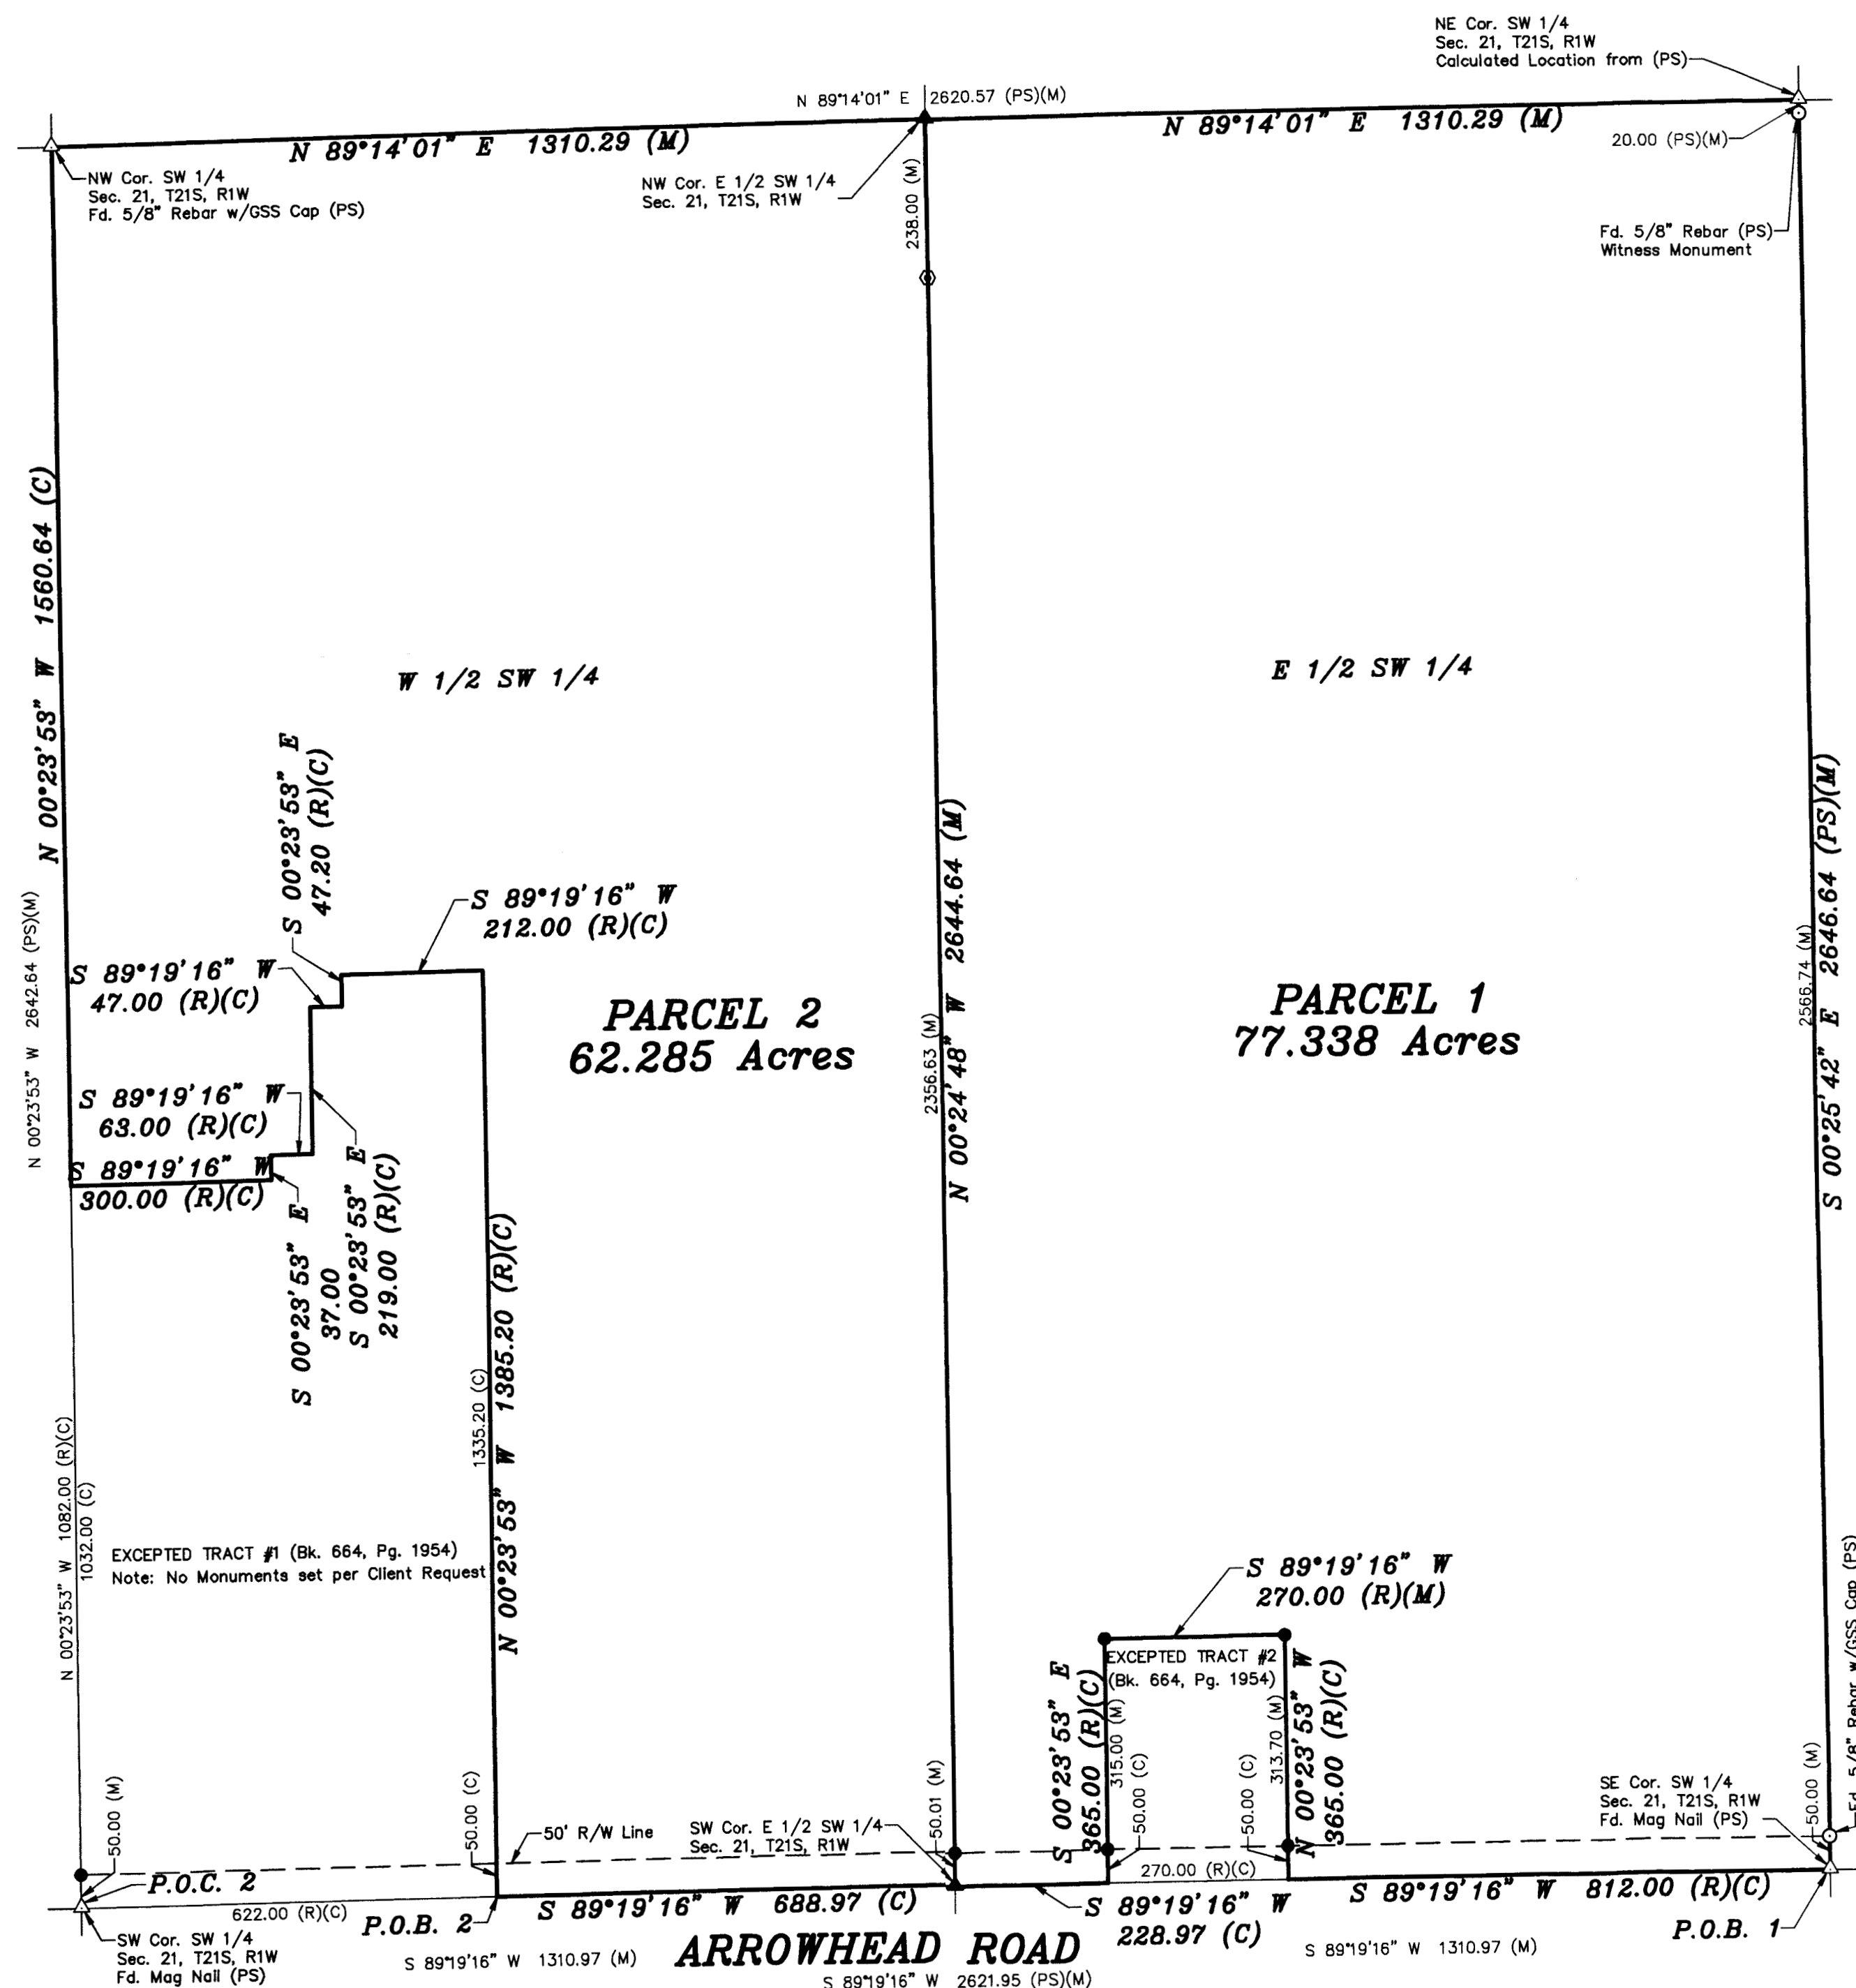 NE Cor. SW 1/4
Sec. 21, T21S, R1W
Calculated Location from (PS)
N 89°14'01" E 2620.57 (PS)(M)
N 89°14'01" E 1310.29 (M)
N 89°14'01" E 1310.29 (M)
20.00 (PS)(M)
NW Cor. SW 1/4
Sec. 21, T21S, R1W
Fd. 5/8" Rebar w/GSS Cap (PS)
NW Cor. E 1/2 SW 1/4
Sec. 21, T21S, R1W
238.00 (M)
Fd. 5/8" Rebar (PS)
Witness Monument
N 00°23'53" W 1560.64 (C)
W 1/2 SW 1/4
E 1/2 SW 1/4
S 00°23'53" E
47.20 (R)(C)
S 89°19'16" W
212.00 (R)(C)
N 00°23'53" W 2642.64 (PS)(M)
S 89°19'16" W
47.00 (R)(C)
PARCEL 2
62.285 Acres
2356.63 (M)
N 00°24'48" W 2644.64 (M)
PARCEL 1
77.338 Acres
2566.74 (M)
S 00°25'42" E 2646.64 (PS)(M)
S 89°19'16" W
63.00 (R)(C)
S 89°19'16" W
300.00 (R)(C)
S 00°23'53" E
37.00
S 00°23'53" E
219.00 (R)(C)
1335.20 (C)
N 00°23'53" W 1385.20 (R)(C)
N 00°23'53" W 1082.00 (R)(C)
1032.00 (C)
EXCEPTED TRACT #1 (Bk. 664, Pg. 1954)
Note: No Monuments set per Client Request
S 89°19'16" W
270.00 (R)(M)
EXCEPTED TRACT #2
(Bk. 664, Pg. 1954)
S 00°23'53" E
365.00 (R)(C)
315.00 (M)
50.00 (C)
50.00 (C)
313.70 (M)
N 00°23'53" W
365.00 (R)(C)
SE Cor. SW 1/4
Sec. 21, T21S, R1W
Fd. Mag Nail (PS)
50.00 (M)
Fd. 5/8" Rebar w/GSS Cap (PS)
50.00 (M)
50.00 (C)
50' R/W Line
SW Cor. E 1/2 SW 1/4
Sec. 21, T21S, R1W
50.01 (M)
270.00 (R)(C)
P.O.C. 2
622.00 (R)(C)
P.O.B. 2
S 89°19'16" W 688.97 (C)
S 89°19'16" W
228.97 (C)
S 89°19'16" W 812.00 (R)(C)
P.O.B. 1
SW Cor. SW 1/4
Sec. 21, T21S, R1W
Fd. Mag Nail (PS)
S 89°19'16" W 1310.97 (M)
ARROWHEAD ROAD
S 89°19'16" W 1310.97 (M)
S 89°19'16" W 2621.95 (PS)(M)